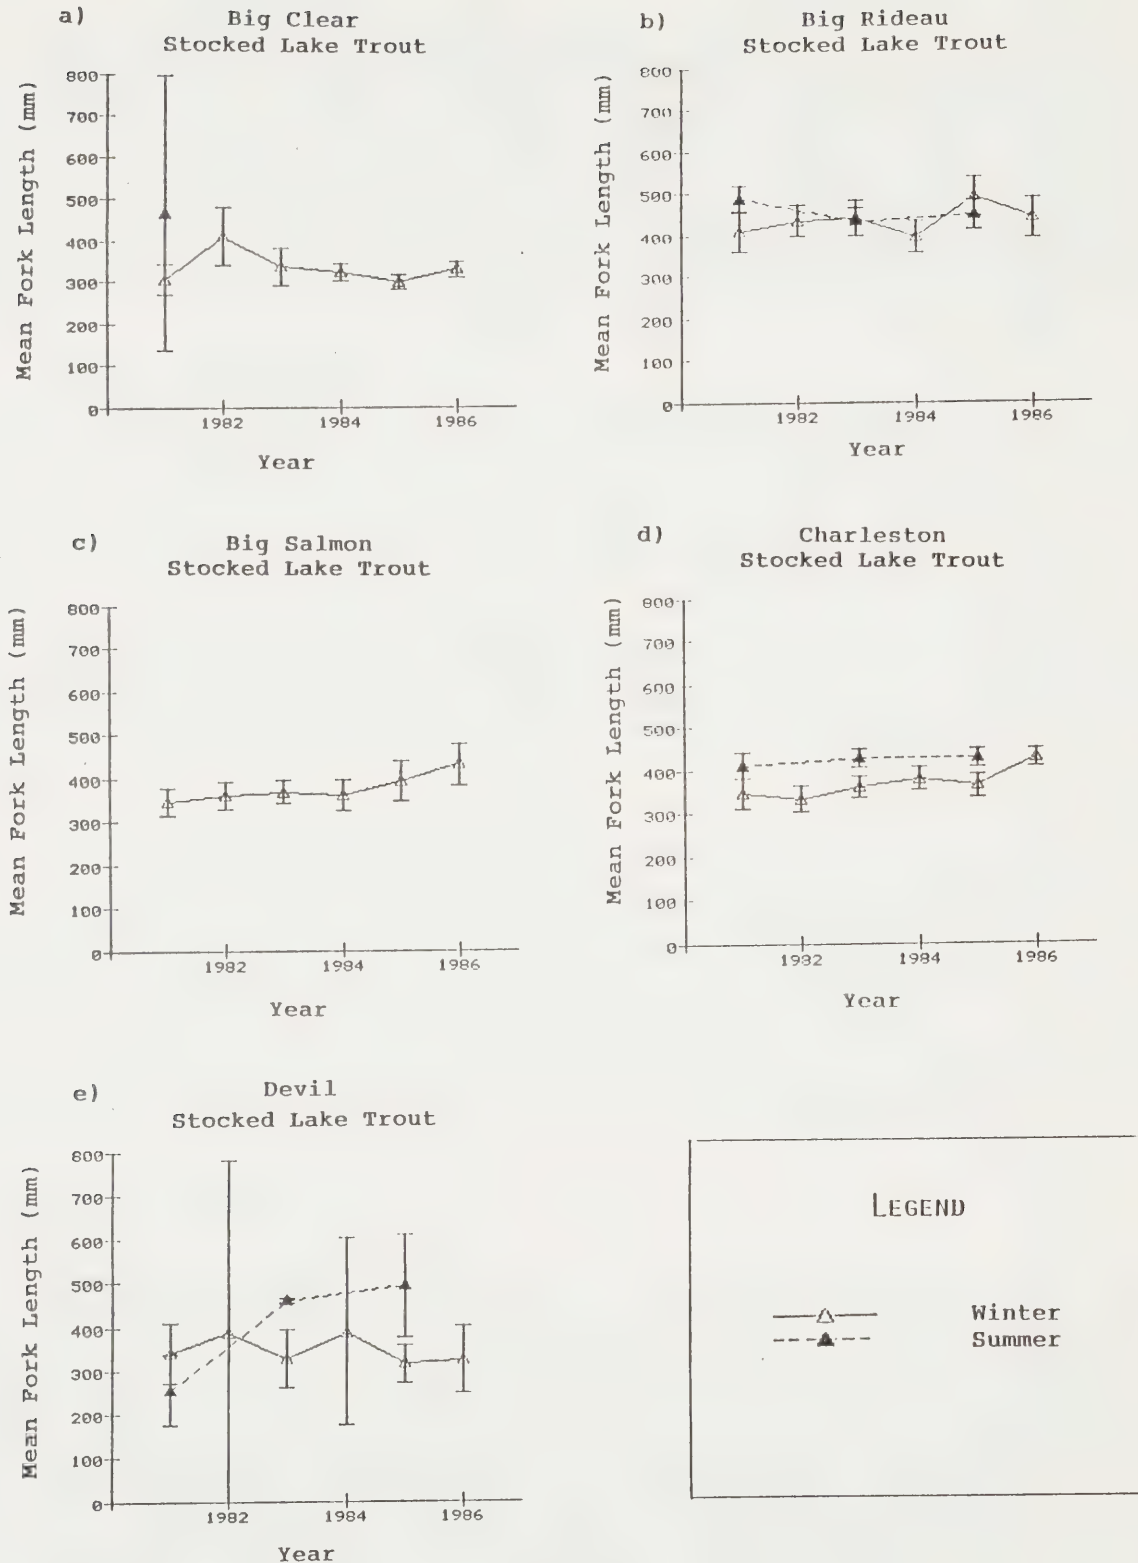 a)
Big Clear
Stocked Lake Trout
Mean Fork Length (mm)
800
700
600
500
400
300
200
100
0
1982
1984
1986
Year
b)
Big Rideau
Stocked Lake Trout
Mean Fork Length (mm)
800
700
600
500
400
300
200
100
0
1982
1984
1986
Year
c)
Big Salmon
Stocked Lake Trout
Mean Fork Length (mm)
800
700
600
500
400
300
200
100
0
1982
1984
1986
Year
d)
Charleston
Stocked Lake Trout
Mean Fork Length (mm)
800
700
600
500
400
300
200
100
0
1982
1984
1986
Year
e)
Devil
Stocked Lake Trout
Mean Fork Length (mm)
800
700
600
500
400
300
200
100
0
1982
1984
1986
Year
LEGEND
Winter
Summer